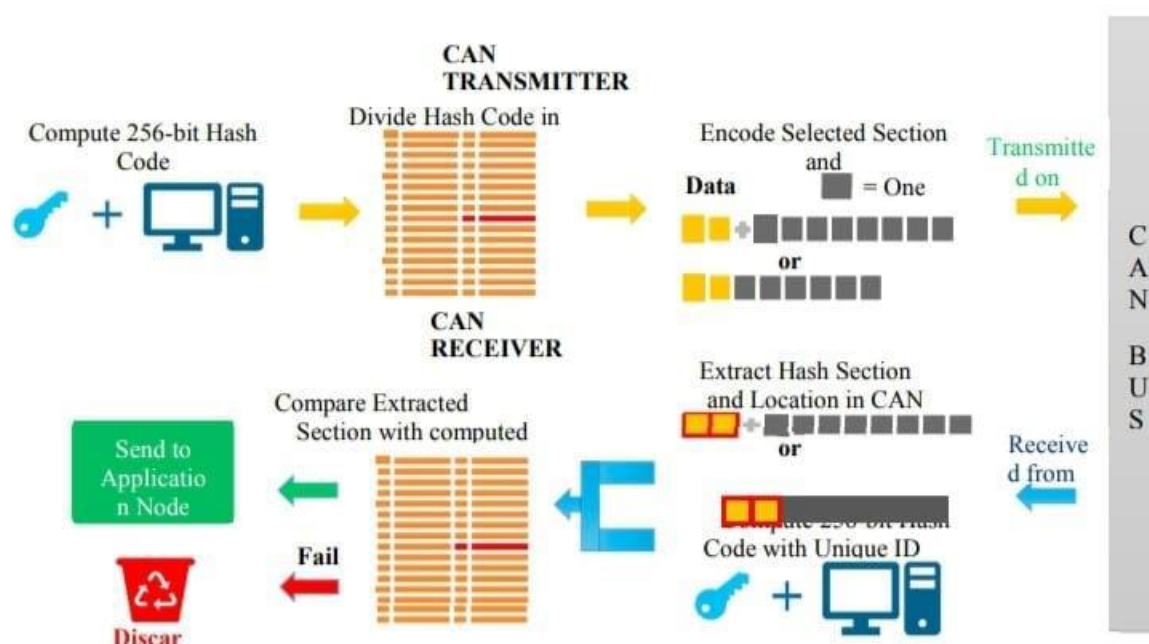 CAN
TRANSMITTER
Compute 256-bit Hash
Code
+
Divide Hash Code in
Encode Selected Section
and
Data
= One
+
or
Transmitte
d on
C
A
N
B
U
S
CAN
RECEIVER
Compare Extracted
Section with computed
Extract Hash Section
and Location in CAN
+
or
Receive
d from
Send to
Applicatio
n Node
Fail
Discar
Code with Unique ID
+